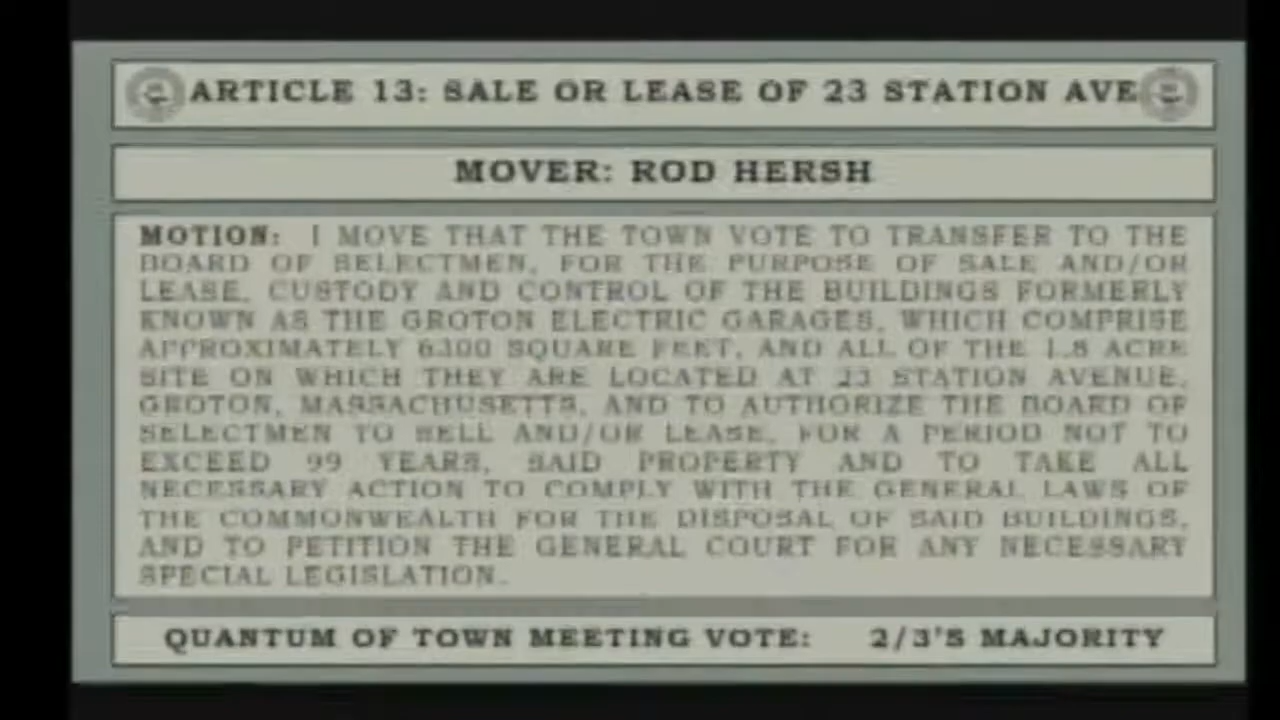 ARTICLE 13: SALE OR LEASE OF 23 STATION AVE
MOVER: ROD HERSH
MOTION: I MOVE THAT THE TOWN VOTE TO TRANSFER TO THE
BOARD OF SELECTMEN, FOR THE PURPOSE OF SALE AND/OR
LEASE, CUSTODY AND CONTROL OF THE BUILDINGS FORMERLY
KNOWN AS THE GROTON ELECTRIC GARAGES, WHICH COMPRISE
APPROXIMATELY SQUARE FEET, AND ALL OF THE 1.8 ACRE
SITE ON WHICH THEY ARE LOCATED AT 23 STATION AVENUE,
GROTON, MASSACHUSETTS, AND TO AUTHORIZE THE BOARD OF
SELECTMEN TO SELL AND/OR LEASE, FOR A PERIOD NOT TO
EXCEED 99 YEARS, SAID PROPERTY AND TO TAKE ALL
NECESSARY ACTION TO COMPLY WITH THE GENERAL LAWS OF
THE COMMONWEALTH FOR THE DISPOSAL OF SAID BUILDINGS,
AND TO PETITION THE GENERAL COURT FOR ANY NECESSARY
SPECIAL LEGISLATION.
QUANTUM OF TOWN MEETING VOTE: 2/3'S MAJORITY